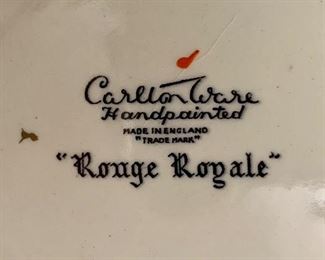 Carlton Ware
Handpainted
MADE IN ENGLAND
"TRADE MARK"
"Rouge Royale"